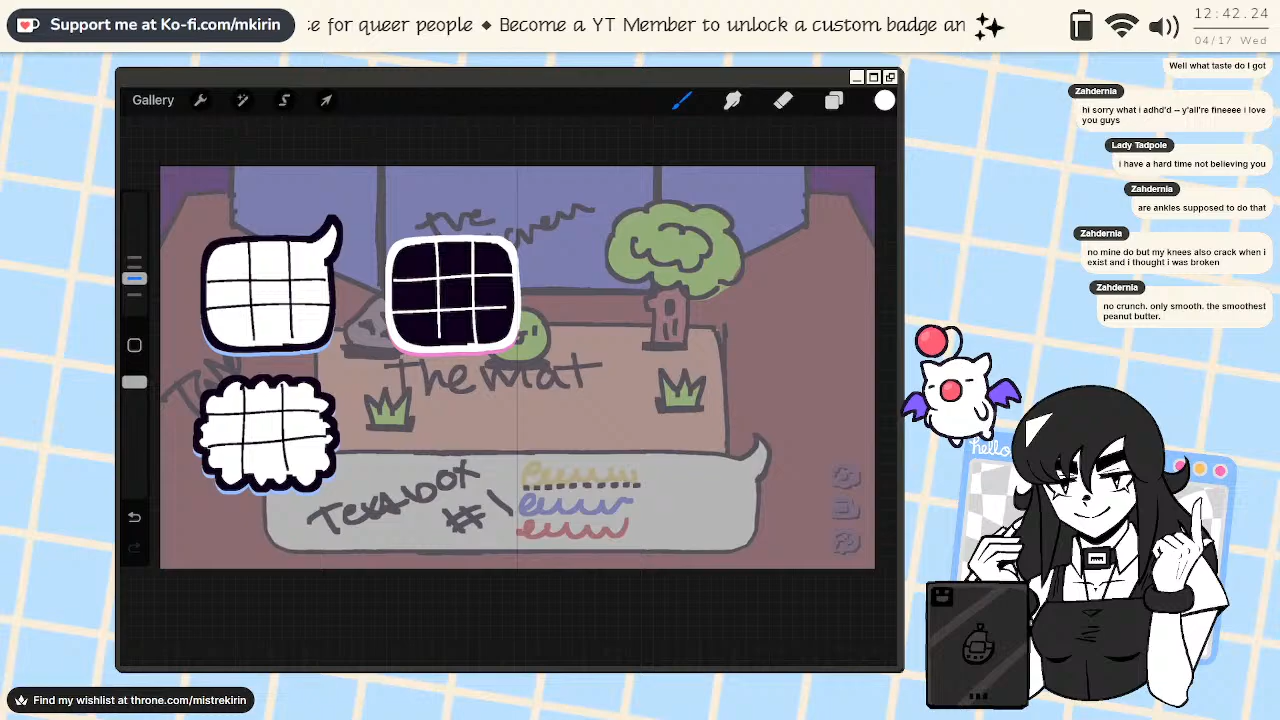 Support me at Ko-fi.com/mkirin
te for queer people ◆ Become a YT Member to unlock a custom badge an
12:42.24
04/17 Wed
Well what taste do I got
Gallery
Zahdernia
hi sorry what i adhd'd -- y'all're fineeee i love
you guys
Lady Tadpole
i have a hard time not believing you
Zahdernia
are ankles supposed to do that
Zahdernia
no mine do but my knees also crack when i
exist and i thought i was broken
Zahdernia
no crunch. only smooth. the smoothest
peanut butter.
The
The Mat
hello
Textbox
#1
Find my wishlist at throne.com/mistrekirin